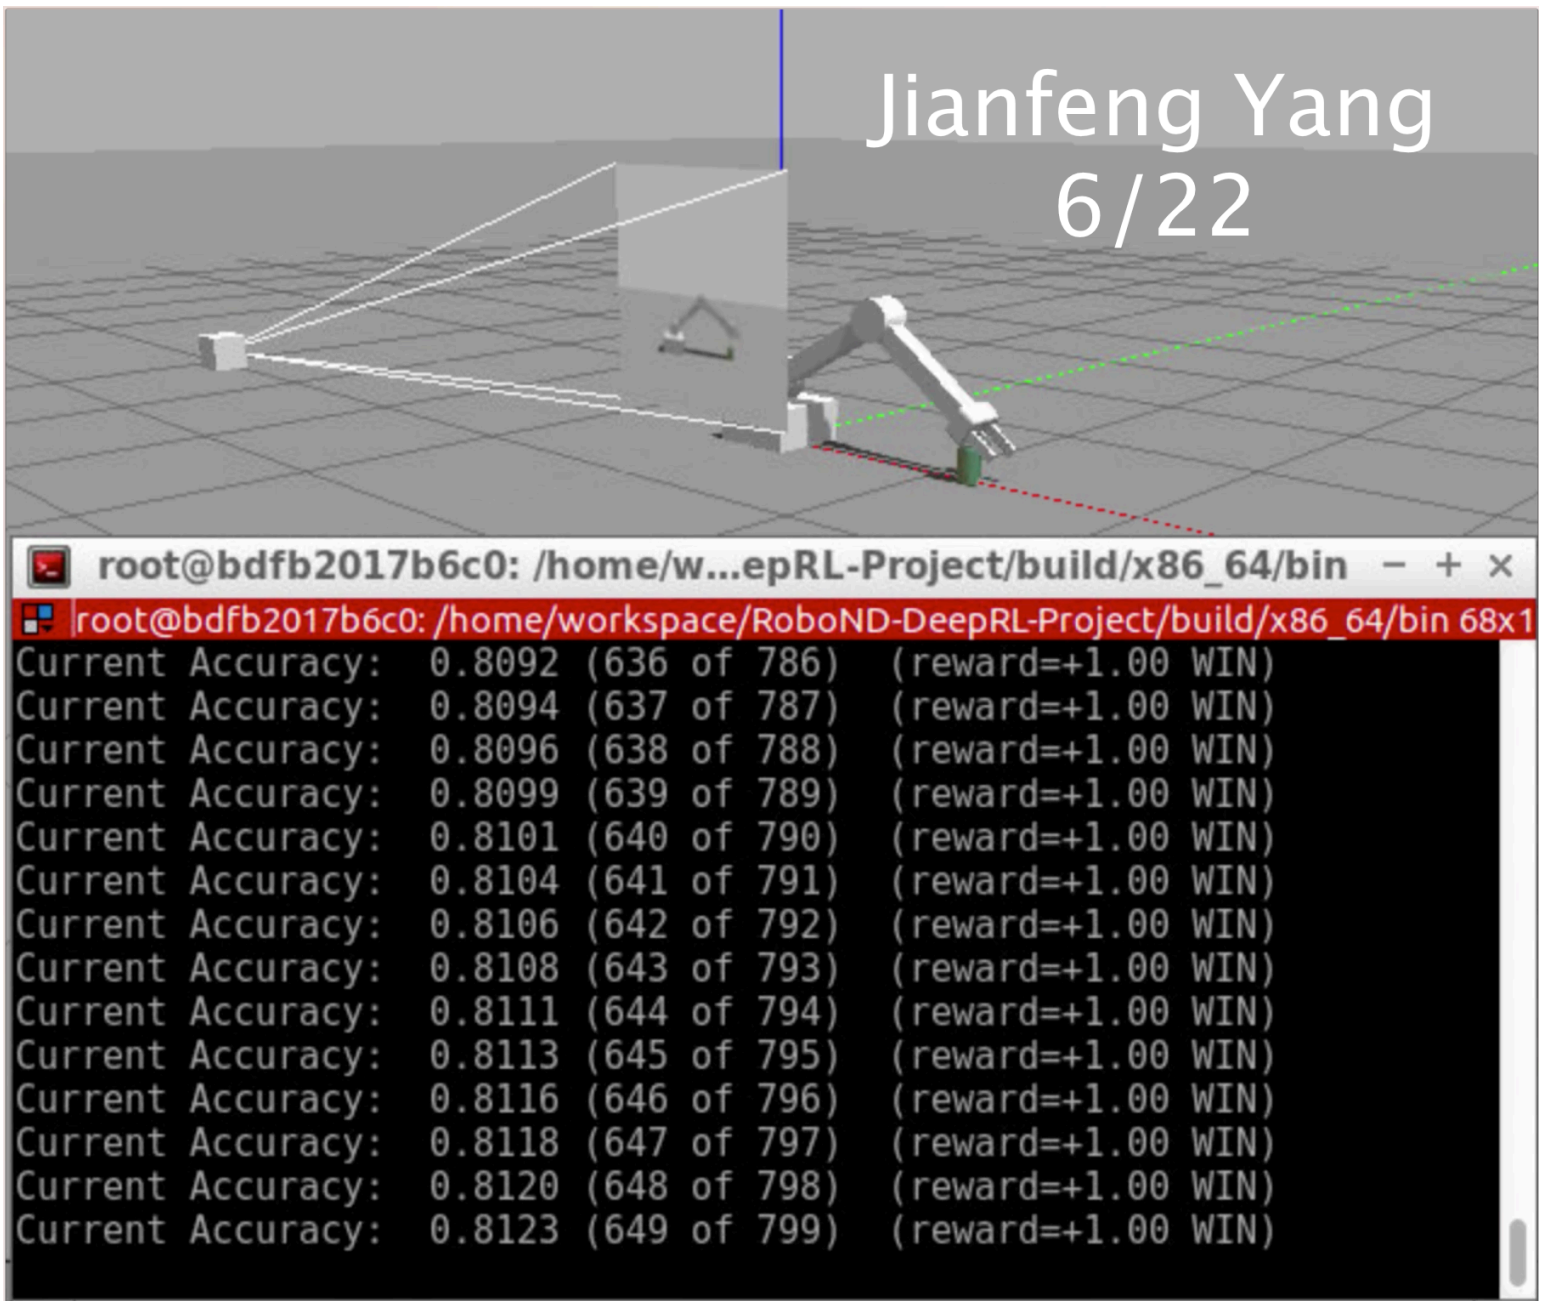 Jianfeng Yang
6/22
root@bdfb2017b6c0: /home/w...epRL-Project/build/x86_64/bin
root@bdfb2017b6c0: /home/workspace/RoboND-DeepRL-Project/build/x86_64/bin 68x1
Current Accuracy:  0.8092 (636 of 786)  (reward=+1.00 WIN)
Current Accuracy:  0.8094 (637 of 787)  (reward=+1.00 WIN)
Current Accuracy:  0.8096 (638 of 788)  (reward=+1.00 WIN)
Current Accuracy:  0.8099 (639 of 789)  (reward=+1.00 WIN)
Current Accuracy:  0.8101 (640 of 790)  (reward=+1.00 WIN)
Current Accuracy:  0.8104 (641 of 791)  (reward=+1.00 WIN)
Current Accuracy:  0.8106 (642 of 792)  (reward=+1.00 WIN)
Current Accuracy:  0.8108 (643 of 793)  (reward=+1.00 WIN)
Current Accuracy:  0.8111 (644 of 794)  (reward=+1.00 WIN)
Current Accuracy:  0.8113 (645 of 795)  (reward=+1.00 WIN)
Current Accuracy:  0.8116 (646 of 796)  (reward=+1.00 WIN)
Current Accuracy:  0.8118 (647 of 797)  (reward=+1.00 WIN)
Current Accuracy:  0.8120 (648 of 798)  (reward=+1.00 WIN)
Current Accuracy:  0.8123 (649 of 799)  (reward=+1.00 WIN)